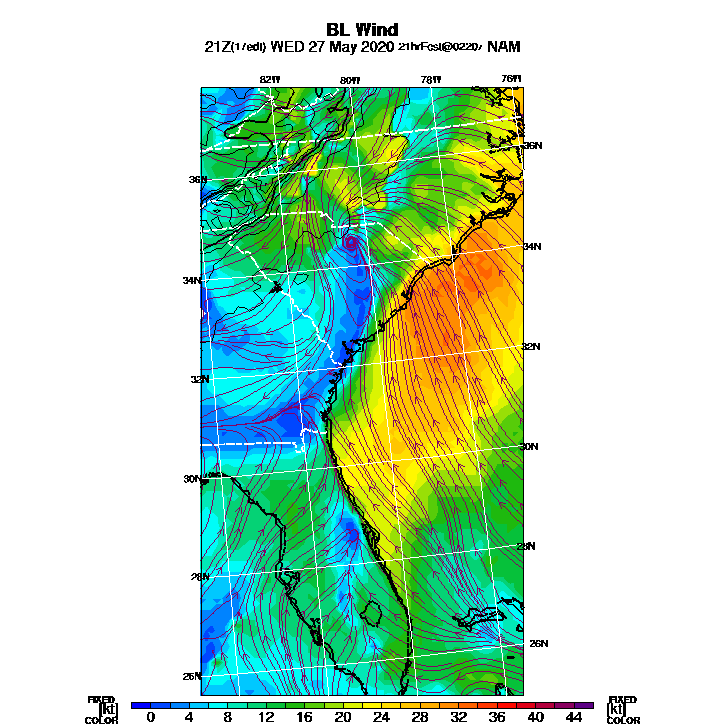 BL Wind
21Z(17edt) WED 27 May 2020 21hrFcst@0220z NAM
82W 80W 78W 76W
36N
36N
34N
34N
32N
32N
30N
30N
28N
28N
26N
26N
FIXED FIXED
[kt] 0 4 8 12 16 20 24 28 32 36 40 44 [kt]
COLOR COLOR